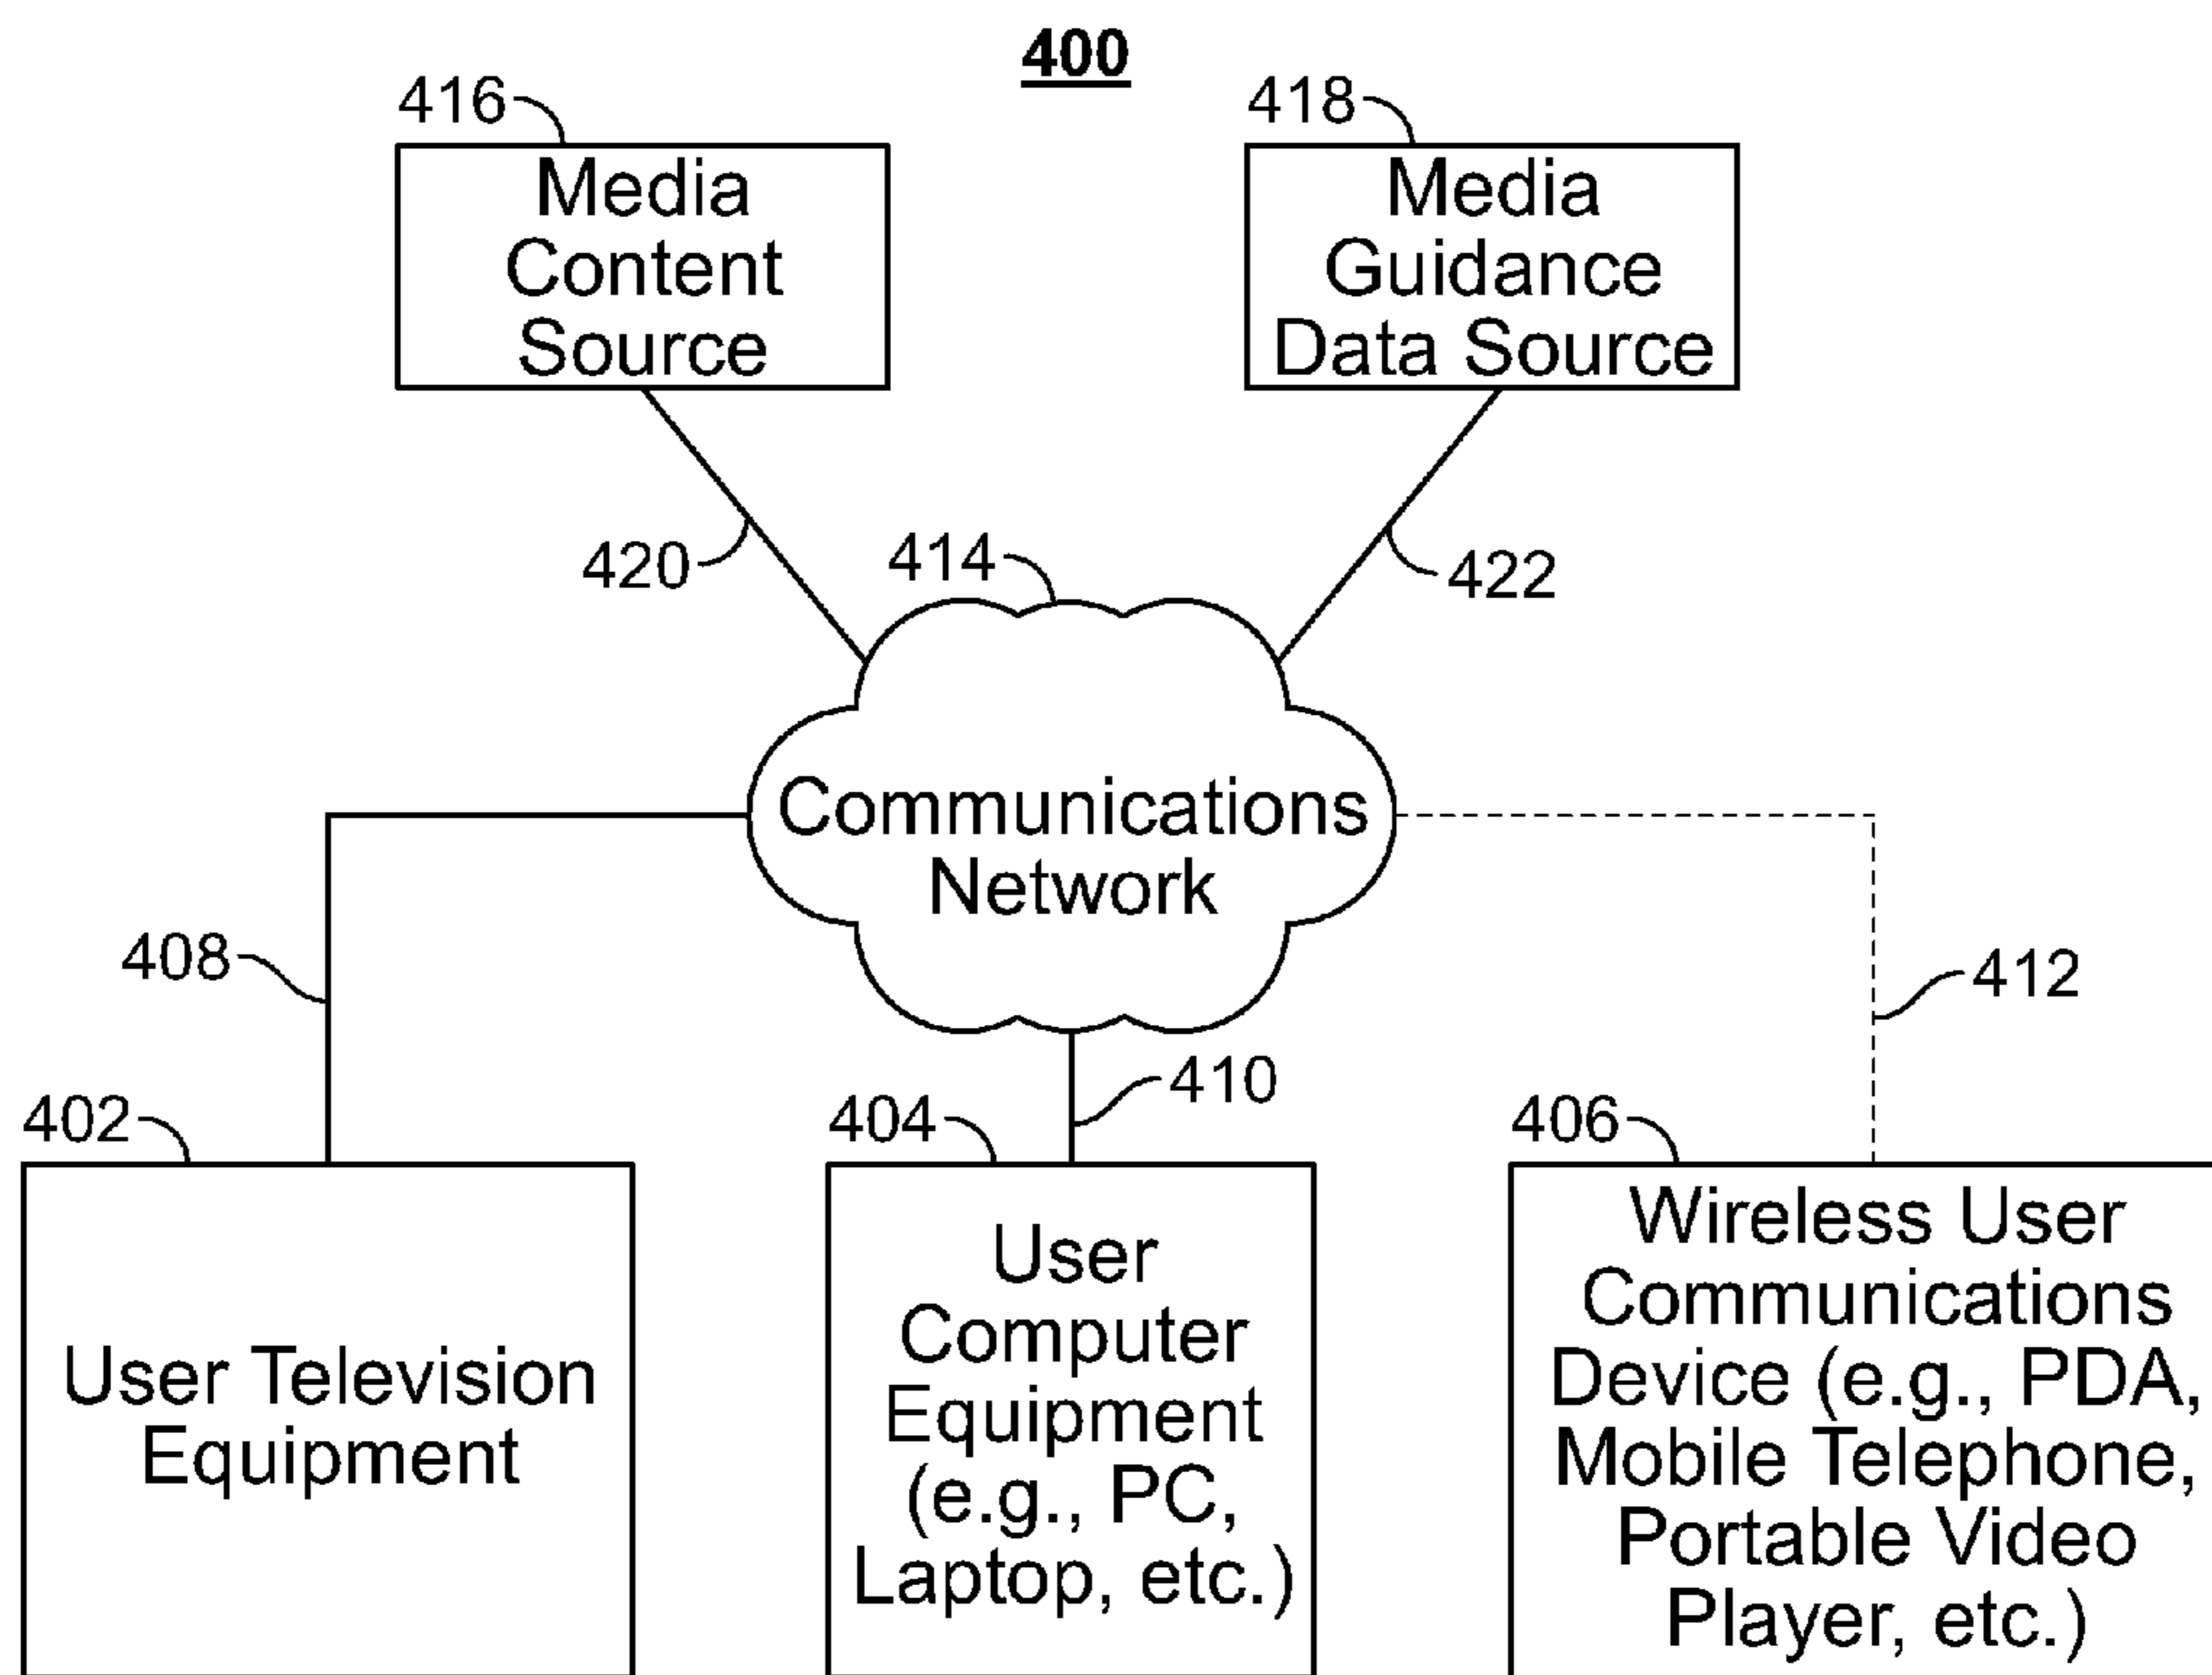 400
416
Media
Content
Source
418
Media
Guidance
Data Source
420
414
422
Communications
Network
408
412
410
402
User Television
Equipment
404
User
Computer
Equipment
(e.g., PC,
Laptop, etc.)
406
Wireless User
Communications
Device (e.g., PDA,
Mobile Telephone,
Portable Video
Player, etc.)